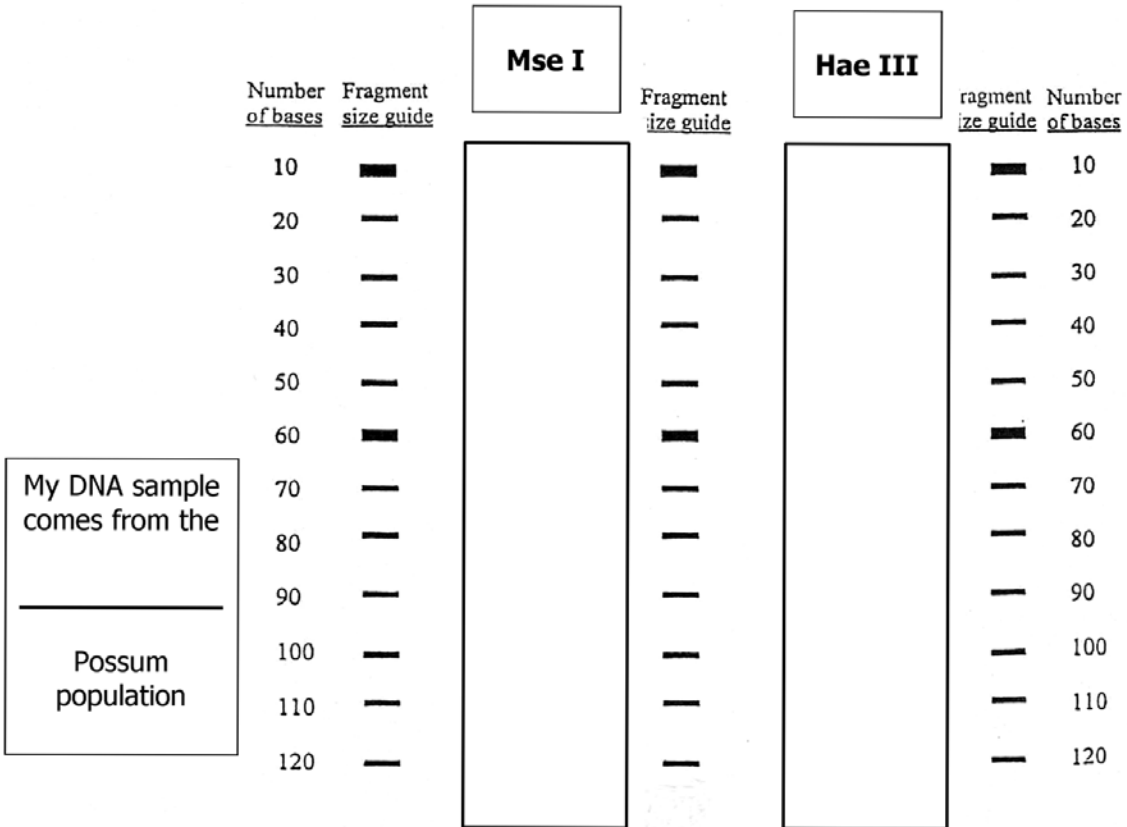 Mse I
Hae III
Number
of bases
Fragment
size guide
Fragment
ize guide
ragment
ze guide
Number
of bases
10
20
30
40
50
60
70
80
90
100
110
120
10
20
30
40
50
60
70
80
90
100
110
120
My DNA sample
comes from the
Possum
population